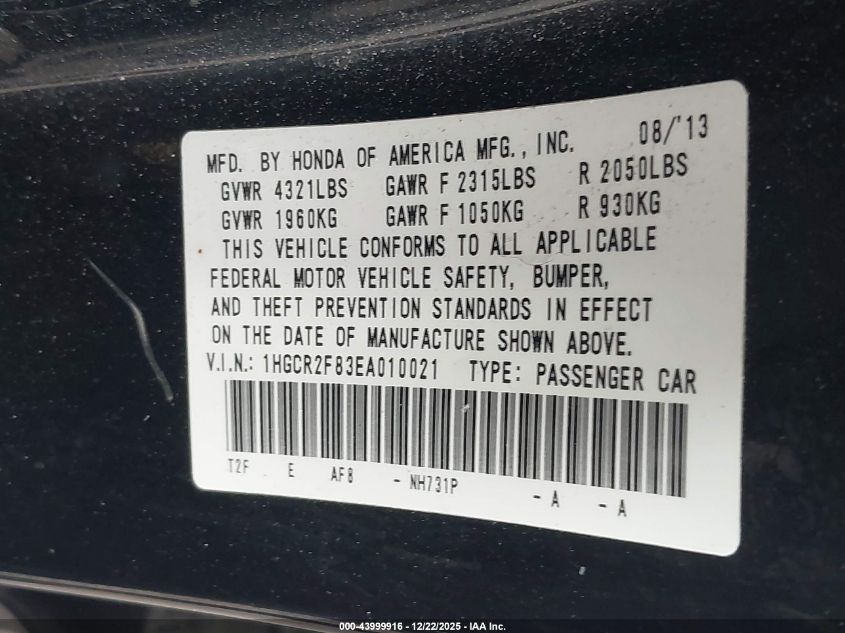 MFD. BY HONDA OF AMERICA MFG., INC. 08/'13
GVWR 4321LBS GAWR F 2315LBS R 2050LBS
GVWR 1960KG GAWR F 1050KG R 930KG
THIS VEHICLE CONFORMS TO ALL APPLICABLE
FEDERAL MOTOR VEHICLE SAFETY, BUMPER,
AND THEFT PREVENTION STANDARDS IN EFFECT
ON THE DATE OF MANUFACTURE SHOWN ABOVE.
V.I.N.: 1HGCR2F83EA010021 TYPE: PASSENGER CAR
T2F E AF8 - NH731P - A - A
000-43999916 - 12/22/2025 - IAA Inc.